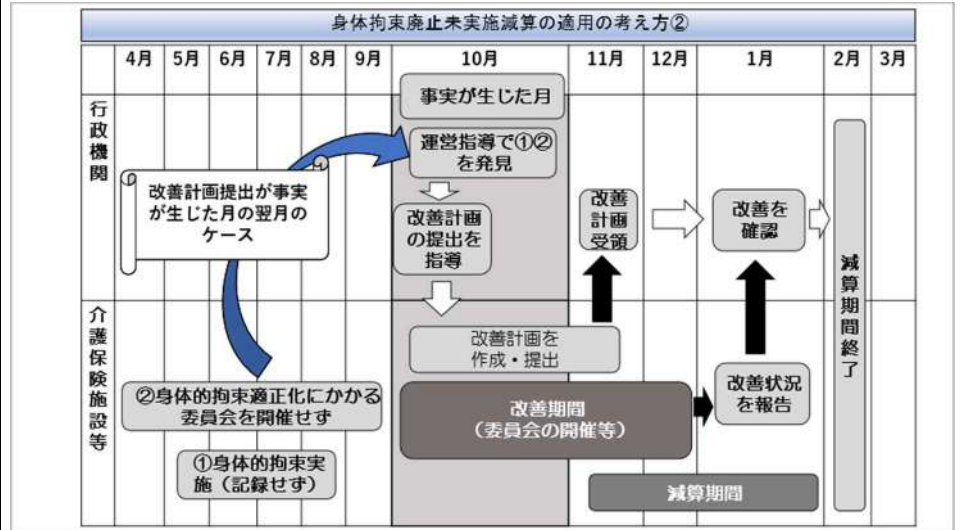 身体拘束廃止未実施減算の適用の考え方②
4月 5月 6月 7月 8月 9月 10月 11月 12月 1月 2月 3月
行政機関
事実が生じた月
運営指導で①②
を発見
改善計画提出が事実
が生じた月の翌月の
ケース
改善計画
の提出を
指導
改善
計画
受領
改善を
確認
減算期間終了
介護保険施設等
改善計画を
作成・提出
②身体的拘束適正化にかかる
委員会を開催せず
改善期間
（委員会の開催等）
改善状況
を報告
①身体的拘束実
施（記録せず）
減算期間